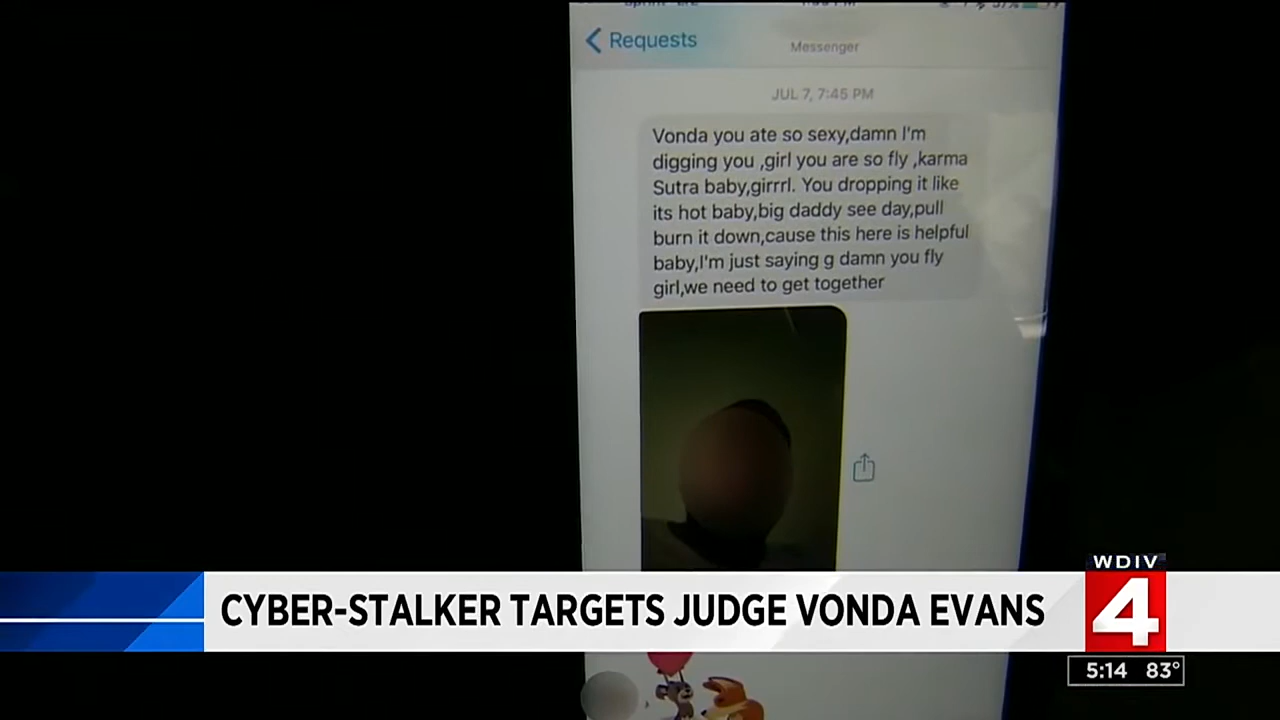 Requests
Messenger
JUL 7, 7:45 PM
Vonda you ate so sexy,damn I'm
digging you ,girl you are so fly ,karma
Sutra baby,girrrl. You dropping it like
its hot baby,big daddy see day,pull
burn it down,cause this here is helpful
baby,I'm just saying g damn you fly
girl,we need to get together
CYBER-STALKER TARGETS JUDGE VONDA EVANS
WDIV
4
5:14 83°